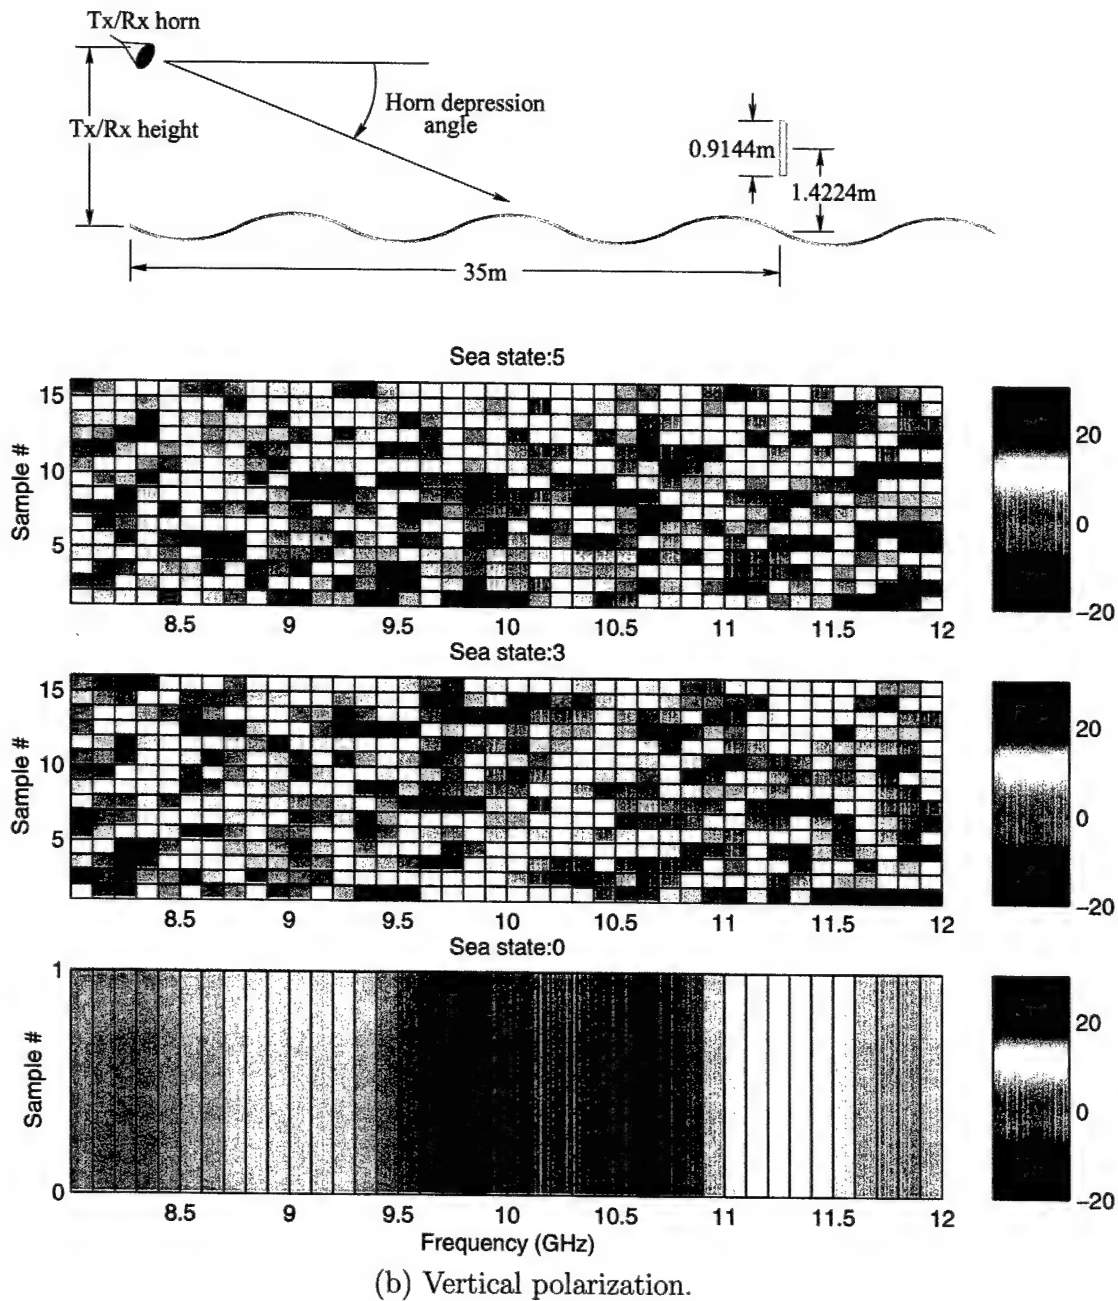 Tx/Rx horn
Horn depression
angle
Tx/Rx height
0.9144m
1.4224m
35m
Sea state:5
Sample #
15
10
5
8.5 9 9.5 10 10.5 11 11.5 12
20
0
−20
Sea state:3
Sample #
15
10
5
8.5 9 9.5 10 10.5 11 11.5 12
20
0
−20
Sea state:0
Sample #
1
0
8.5 9 9.5 10 10.5 11 11.5 12
20
0
−20
Frequency (GHz)
(b) Vertical polarization.